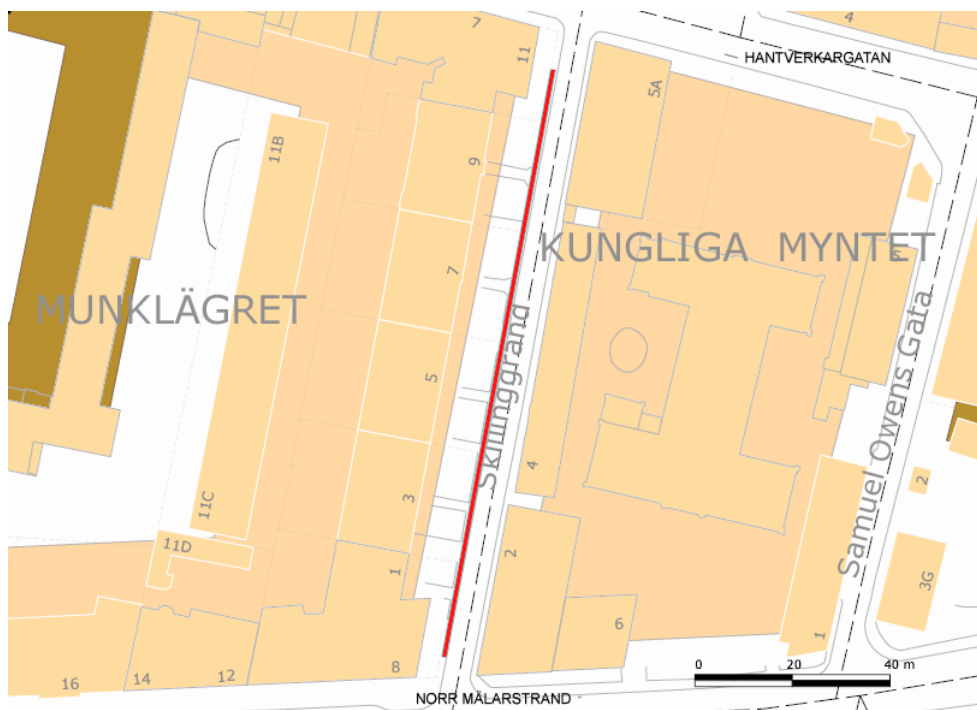 7
11
4
HANTVERKARGATAN
5A
11B
9
KUNGLIGA MYNTET
7
MUNKLÄGRET
Skillinggränd
5
Samuel Owens Gata
4
3
11C
2
11D
2
1
3G
6
1
8
12
14
16
0 20 40 m
NORR MÄLARSTRAND